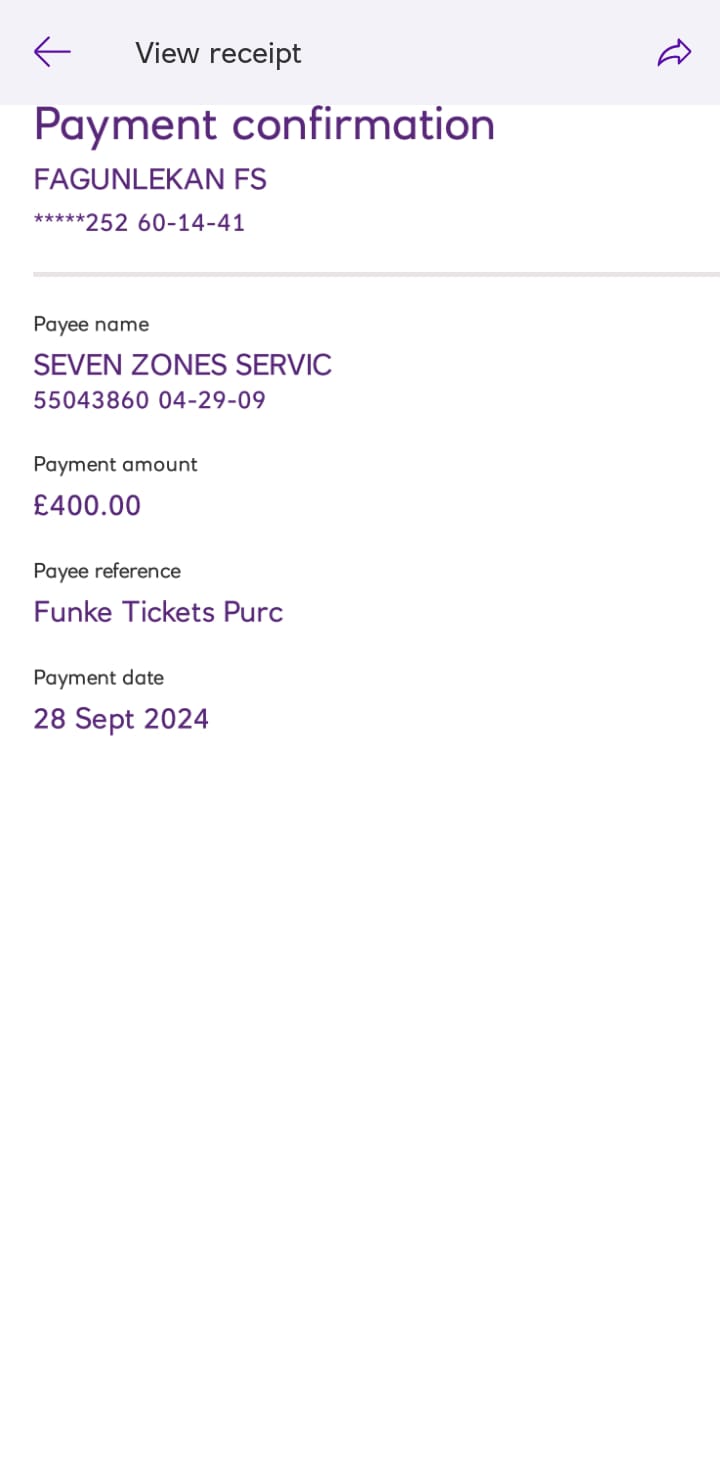 View receipt
Payment confirmation
FAGUNLEKAN FS
*****252 60-14-41
Payee name
SEVEN ZONES SERVIC
55043860 04-29-09
Payment amount
£400.00
Payee reference
Funke Tickets Purc
Payment date
28 Sept 2024